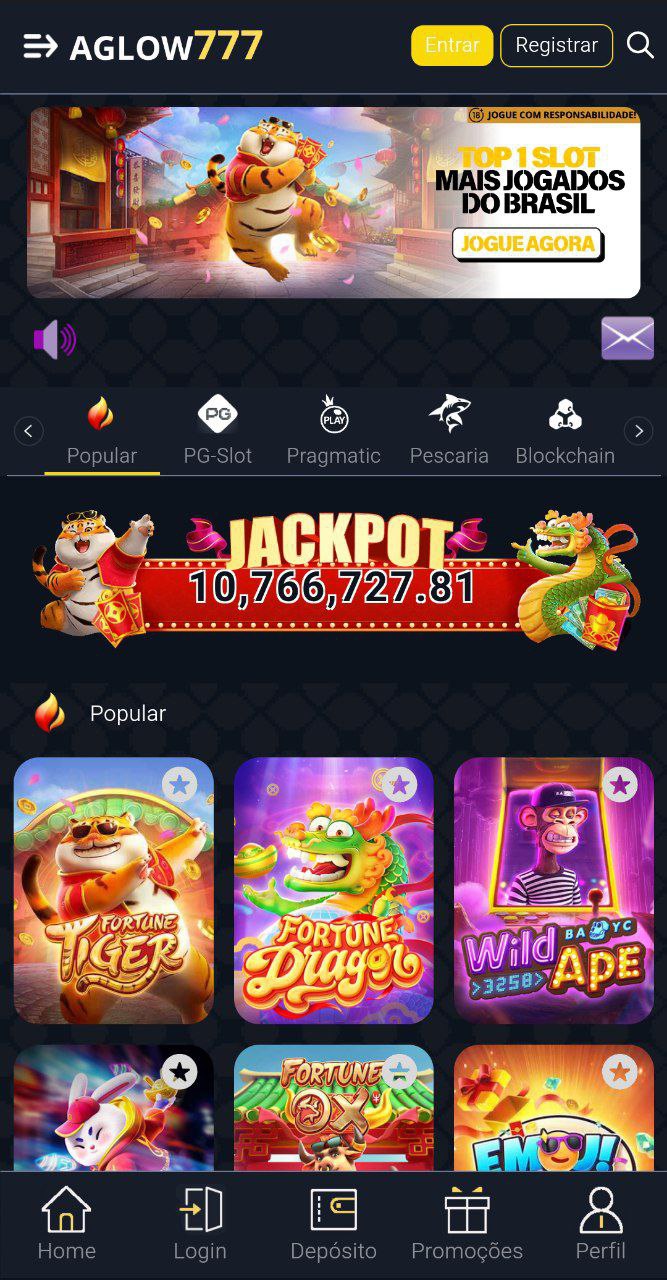 AGLOW777
Entrar
Registrar
18+ JOGUE COM RESPONSABILIDADE!
TOP 1 SLOT
MAIS JOGADOS
DO BRASIL
JOGUE AGORA
Popular
PG
PG-Slot
PLAY
Pragmatic
Pescaria
Blockchain
JACKPOT
10,766,727.81
Popular
FORTUNE
TIGER
FORTUNE
Dragon
BAYC
Wild
>3258>
APE
FORTUNE
OX
EMOJI
Home
Login
Depósito
Promoções
Perfil